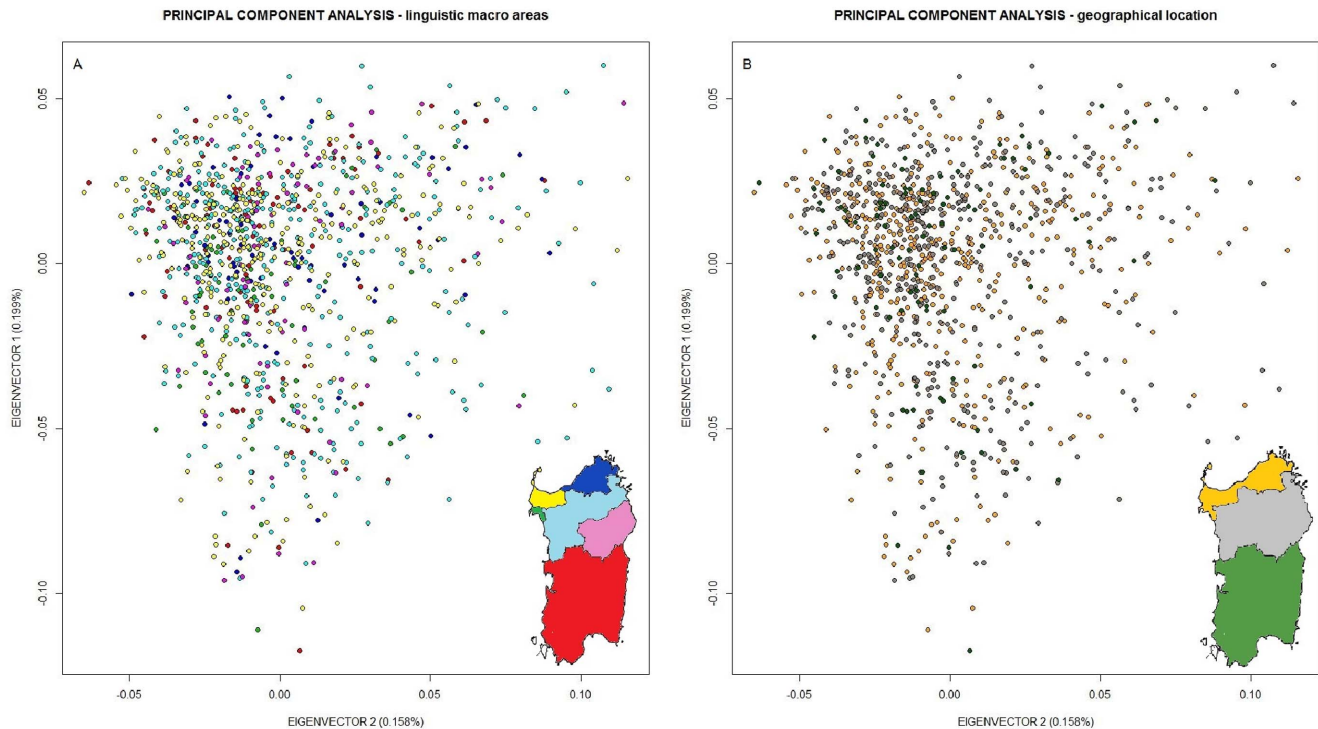 PRINCIPAL COMPONENT ANALYSIS - linguistic macro areas
A
0.05
0.00
-0.05
-0.10
EIGENVECTOR 1 (0.199%)
-0.05
0.00
0.05
0.10
EIGENVECTOR 2 (0.158%)
PRINCIPAL COMPONENT ANALYSIS - geographical location
B
0.05
0.00
-0.05
-0.10
EIGENVECTOR 1 (0.199%)
-0.05
0.00
0.05
0.10
EIGENVECTOR 2 (0.158%)